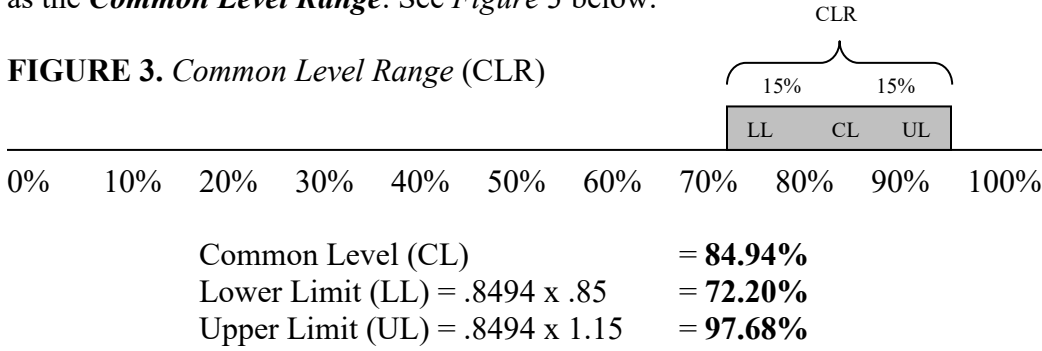 as the Common Level Range. See Figure 3 below.
CLR
FIGURE 3. Common Level Range (CLR)
15% 15%
LL CL UL
0% 10% 20% 30% 40% 50% 60% 70% 80% 90% 100%
Common Level (CL) = 84.94%
Lower Limit (LL) = .8494 x .85 = 72.20%
Upper Limit (UL) = .8494 x 1.15 = 97.68%